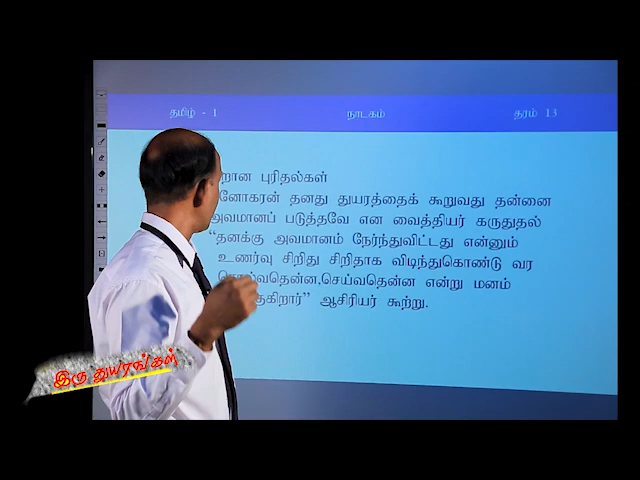 தமிழ் - 1 நாடகம் தரம் 13
புரிதல்கள்
தனது துயரத்தைக் கூறுவது தன்னை
அவமானப் படுத்தவே என வைத்தியர் கருதுதல்
“தனக்கு அவமானம் நேர்ந்துவிட்டது என்னும்
உணர்வு சிறிது சிறிதாக விடிந்துகொண்டு வர
செய்வதென்ன என்று மனம்
ஆசிரியர் கூற்று.
இரு துயரங்கள்